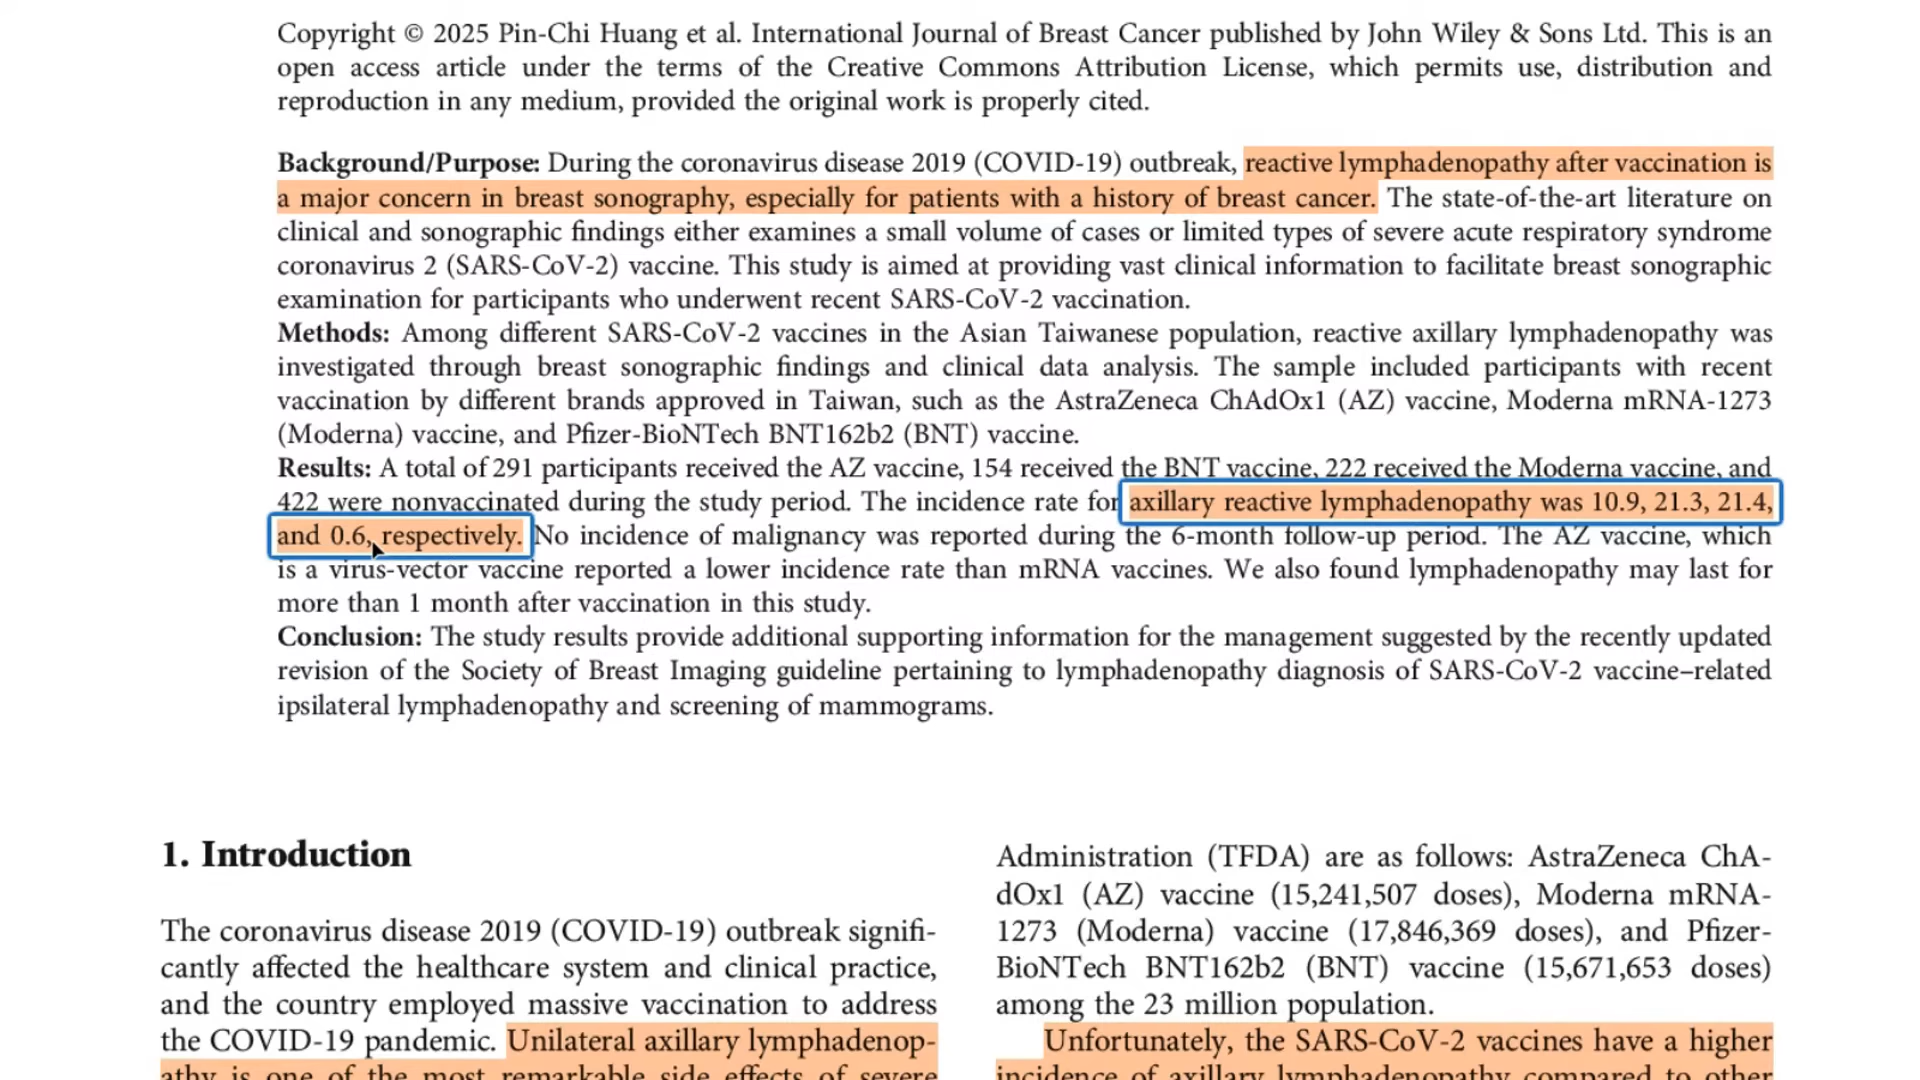 Copyright © 2025 Pin-Chi Huang et al. International Journal of Breast Cancer published by John Wiley & Sons Ltd. This is an
open access article under the terms of the Creative Commons Attribution License, which permits use, distribution and
reproduction in any medium, provided the original work is properly cited.
Background/Purpose: During the coronavirus disease 2019 (COVID-19) outbreak, reactive lymphadenopathy after vaccination is
a major concern in breast sonography, especially for patients with a history of breast cancer. The state-of-the-art literature on
clinical and sonographic findings either examines a small volume of cases or limited types of severe acute respiratory syndrome
coronavirus 2 (SARS-CoV-2) vaccine. This study is aimed at providing vast clinical information to facilitate breast sonographic
examination for participants who underwent recent SARS-CoV-2 vaccination.
Methods: Among different SARS-CoV-2 vaccines in the Asian Taiwanese population, reactive axillary lymphadenopathy was
investigated through breast sonographic findings and clinical data analysis. The sample included participants with recent
vaccination by different brands approved in Taiwan, such as the AstraZeneca ChAdOx1 (AZ) vaccine, Moderna mRNA-1273
(Moderna) vaccine, and Pfizer-BioNTech BNT162b2 (BNT) vaccine.
Results: A total of 291 participants received the AZ vaccine, 154 received the BNT vaccine, 222 received the Moderna vaccine, and
422 were nonvaccinated during the study period. The incidence rate for axillary reactive lymphadenopathy was 10.9, 21.3, 21.4,
and 0.6, respectively. No incidence of malignancy was reported during the 6-month follow-up period. The AZ vaccine, which
is a virus-vector vaccine reported a lower incidence rate than mRNA vaccines. We also found lymphadenopathy may last for
more than 1 month after vaccination in this study.
Conclusion: The study results provide additional supporting information for the management suggested by the recently updated
revision of the Society of Breast Imaging guideline pertaining to lymphadenopathy diagnosis of SARS-CoV-2 vaccine–related
ipsilateral lymphadenopathy and screening of mammograms.
1. Introduction
The coronavirus disease 2019 (COVID-19) outbreak signifi-
cantly affected the healthcare system and clinical practice,
and the country employed massive vaccination to address
the COVID-19 pandemic. Unilateral axillary lymphadenop-
athy is one of the most remarkable side effects of severe
Administration (TFDA) are as follows: AstraZeneca ChA-
dOx1 (AZ) vaccine (15,241,507 doses), Moderna mRNA-
1273 (Moderna) vaccine (17,846,369 doses), and Pfizer-
BioNTech BNT162b2 (BNT) vaccine (15,671,653 doses)
among the 23 million population.
Unfortunately, the SARS-CoV-2 vaccines have a higher
incidence of axillary lymphadenopathy compared to other